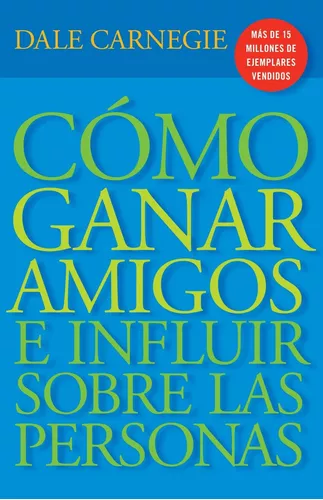 DALE CARNEGIE
MÁS DE 15
MILLONES DE
EJEMPLARES
VENDIDOS
CÓMO
GANAR
AMIGOS
E INFLUIR
SOBRE LAS
PERSONAS